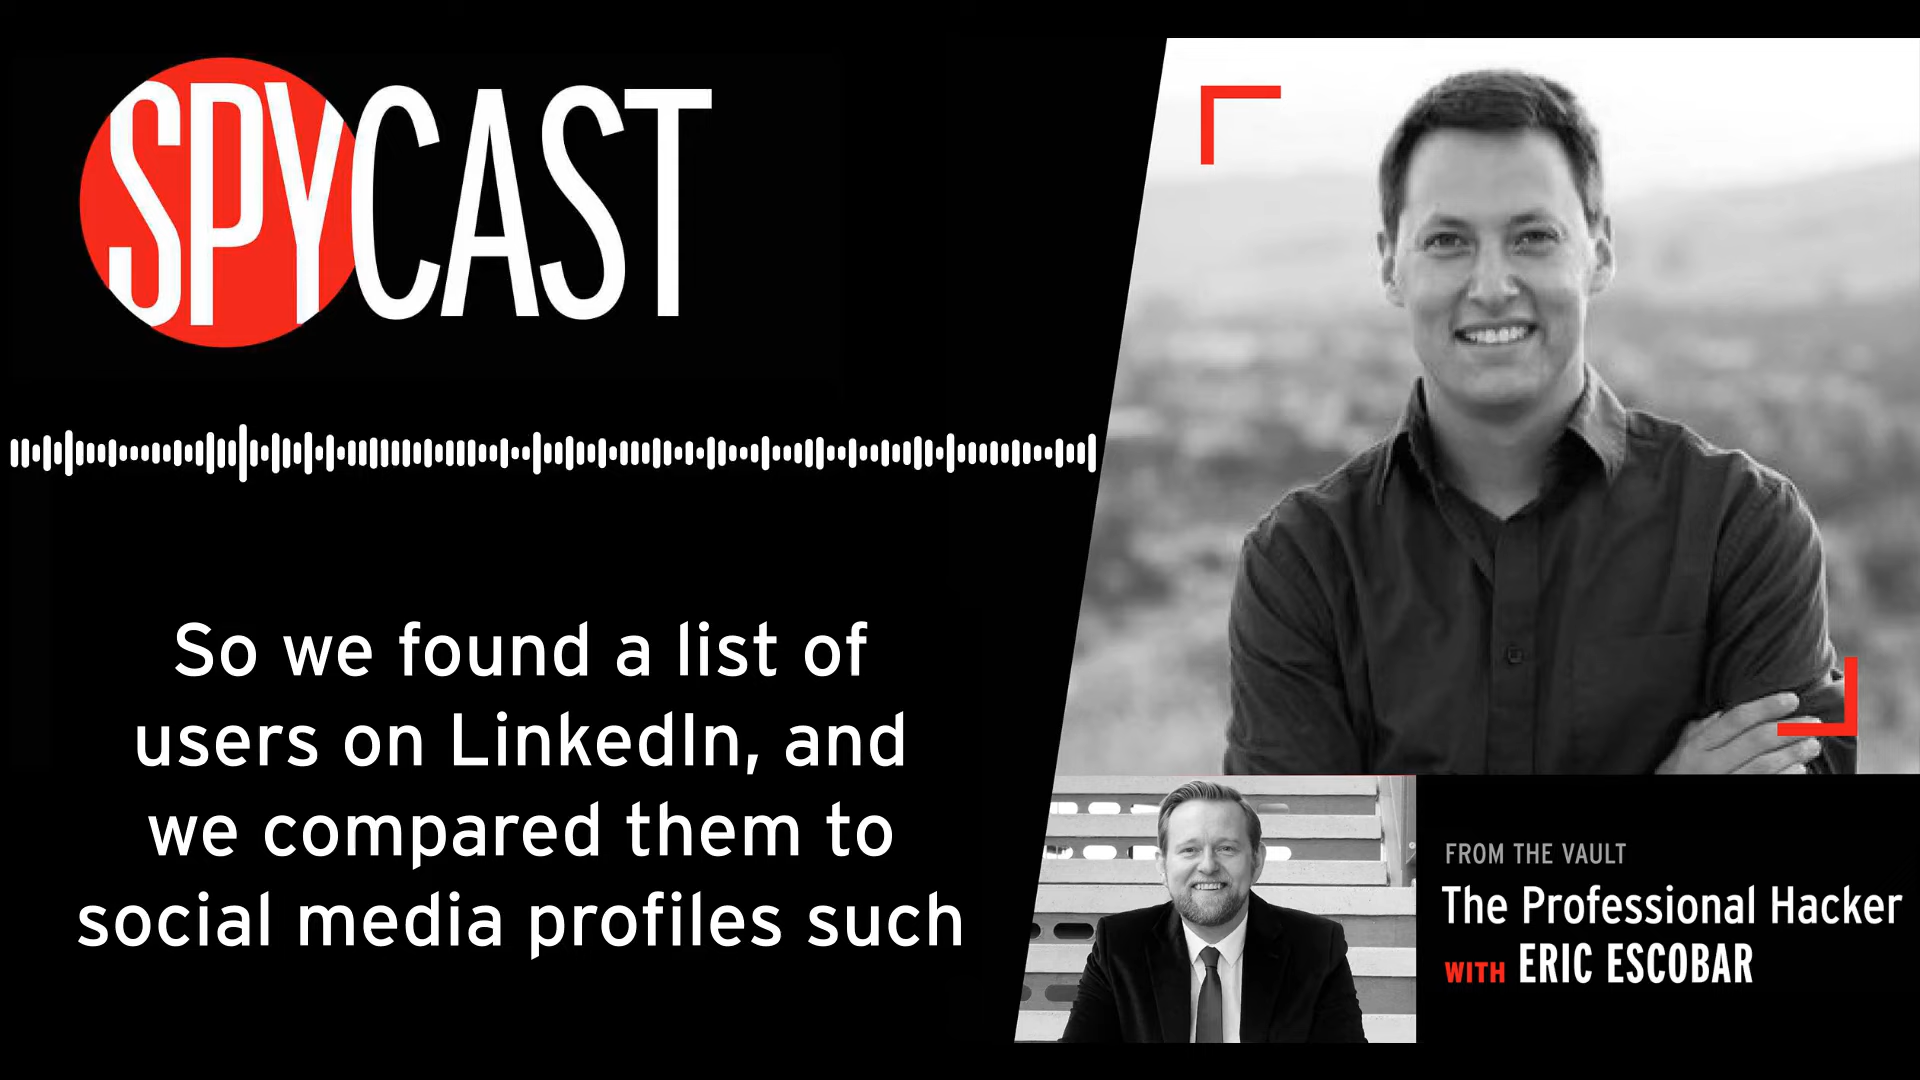 SPYCAST
So we found a list of
users on LinkedIn, and
we compared them to
social media profiles such
FROM THE VAULT
The Professional Hacker
WITH ERIC ESCOBAR